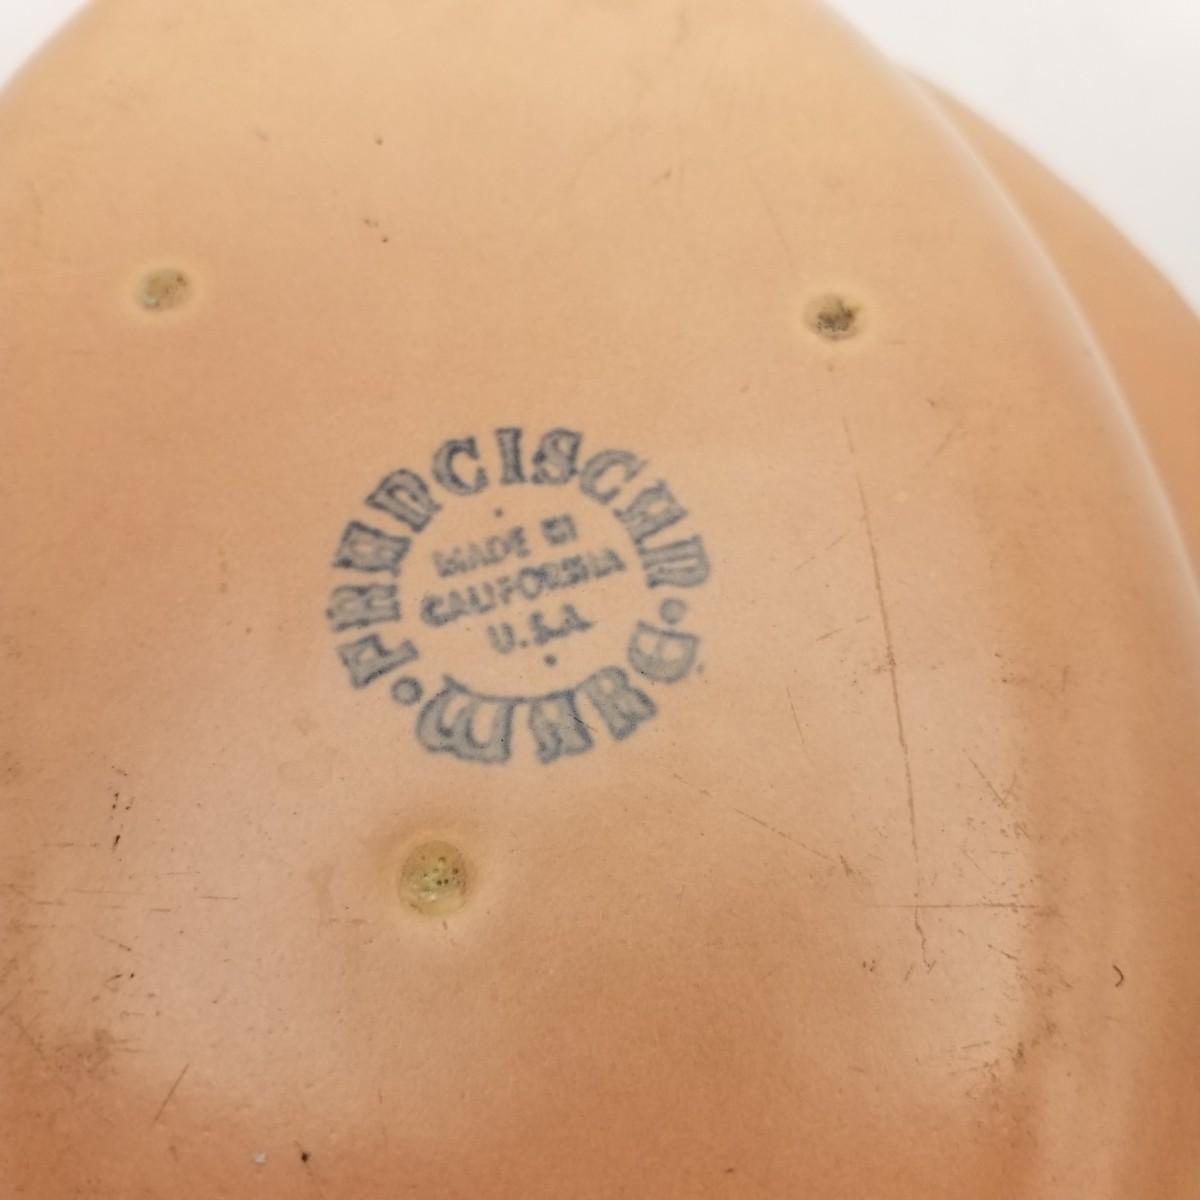 FRANCISCAN • WARE •
MADE IN
CALIFORNIA
U.S.A.